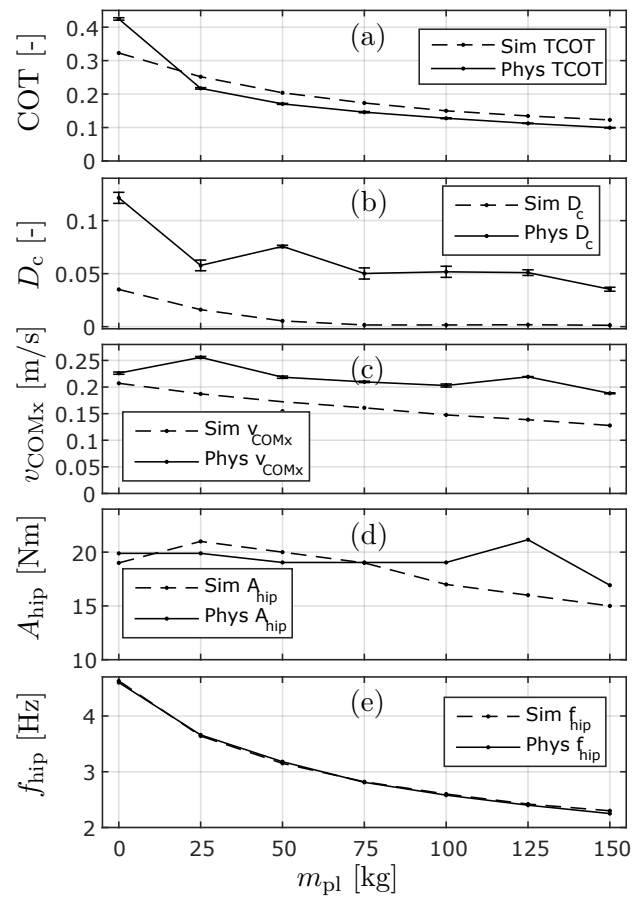 COT [-]
0.4
0.3
0.2
0.1
0
(a)
Sim TCOT
Phys TCOT
D_c [-]
0.1
0.05
0
(b)
Sim D_c
Phys D_c
v_COMx [m/s]
0.25
0.2
0.15
0.1
0.05
0
(c)
Sim v_COMx
Phys v_COMx
A_hip [Nm]
20
15
10
(d)
Sim A_hip
Phys A_hip
f_hip [Hz]
4
3
2
(e)
Sim f_hip
Phys f_hip
0 25 50 75 100 125 150
m_pl [kg]